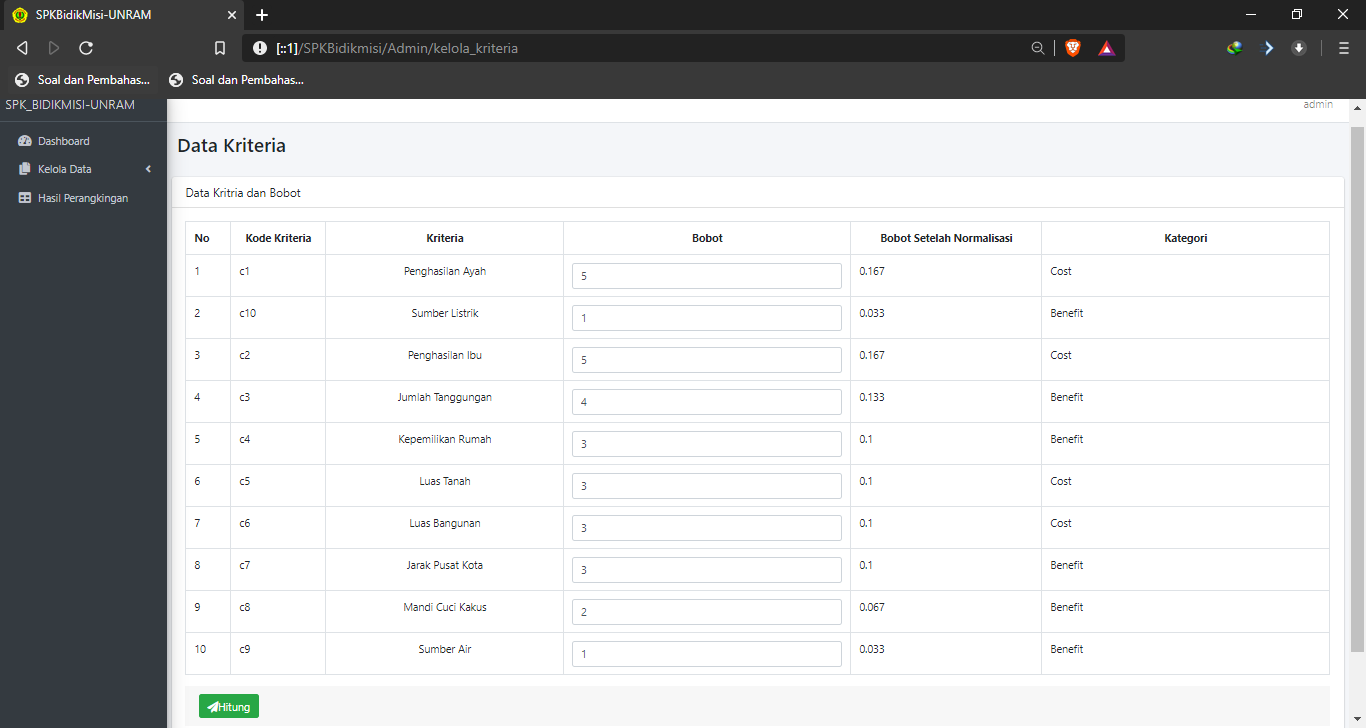 SPKBidikMisi-UNRAM
[::1]/SPKBidikmisi/Admin/kelola_kriteria
Soal dan Pembahas... Soal dan Pembahas...
SPK_BIDIKMISI-UNRAM
admin
Dashboard
Kelola Data
Hasil Perangkingan
Data Kriteria
Data Kritria dan Bobot
No Kode Kriteria Kriteria Bobot Bobot Setelah Normalisasi Kategori
1 c1 Penghasilan Ayah 5 0.167 Cost
2 c10 Sumber Listrik 1 0.033 Benefit
3 c2 Penghasilan Ibu 5 0.167 Cost
4 c3 Jumlah Tanggungan 4 0.133 Benefit
5 c4 Kepemilikan Rumah 3 0.1 Benefit
6 c5 Luas Tanah 3 0.1 Cost
7 c6 Luas Bangunan 3 0.1 Cost
8 c7 Jarak Pusat Kota 3 0.1 Benefit
9 c8 Mandi Cuci Kakus 2 0.067 Benefit
10 c9 Sumber Air 1 0.033 Benefit
Hitung